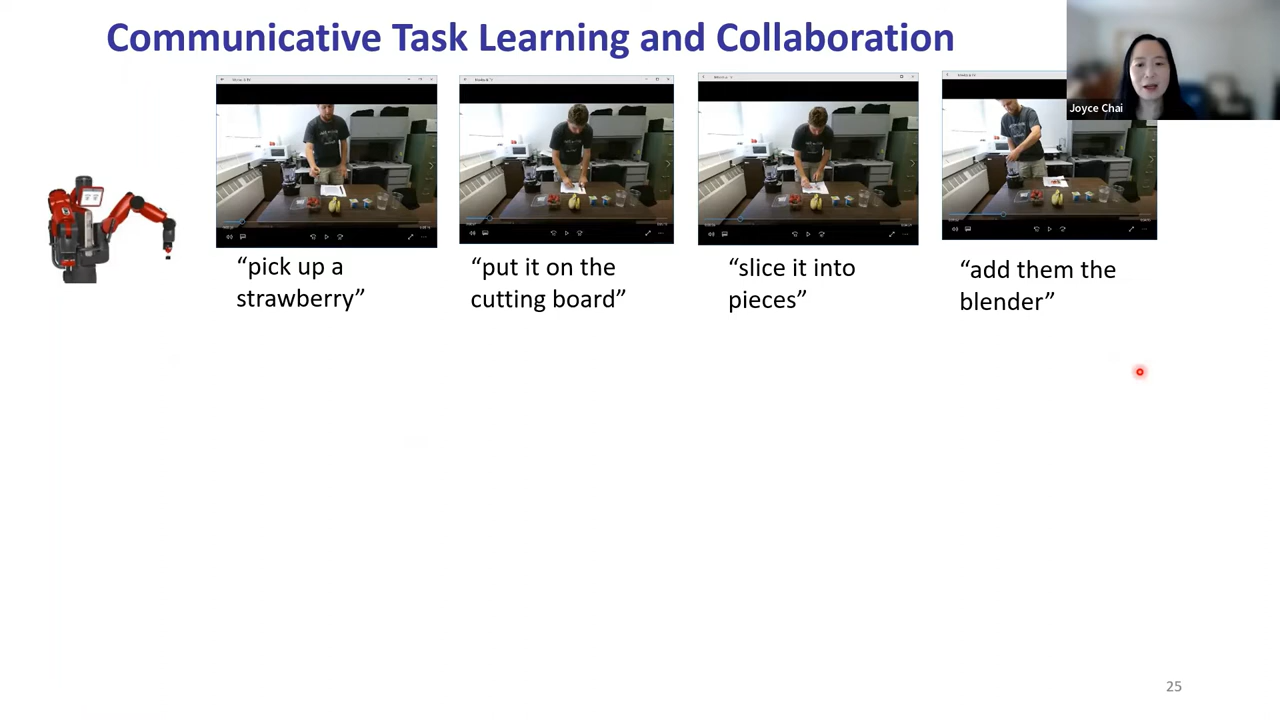 Communicative Task Learning and Collaboration
Joyce Chai
“pick up a
strawberry”
“put it on the
cutting board”
“slice it into
pieces”
“add them the
blender”
25